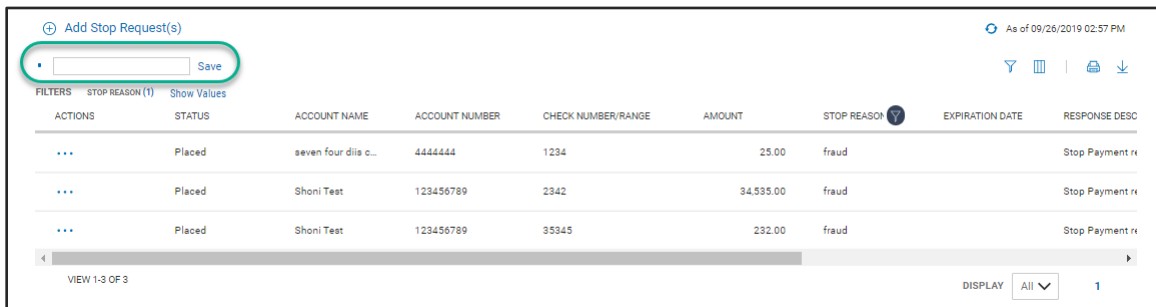 Add Stop Request(s)
As of 09/26/2019 02:57 PM
Save
FILTERS STOP REASON (1) Show Values
ACTIONS STATUS ACCOUNT NAME ACCOUNT NUMBER CHECK NUMBER/RANGE AMOUNT STOP REASON EXPIRATION DATE RESPONSE DESC
... Placed seven four diis c... 4444444 1234 25.00 fraud Stop Payment re
... Placed Shoni Test 123456789 2342 34,535.00 fraud Stop Payment re
... Placed Shoni Test 123456789 35345 232.00 fraud Stop Payment re
VIEW 1-3 OF 3
DISPLAY All 1